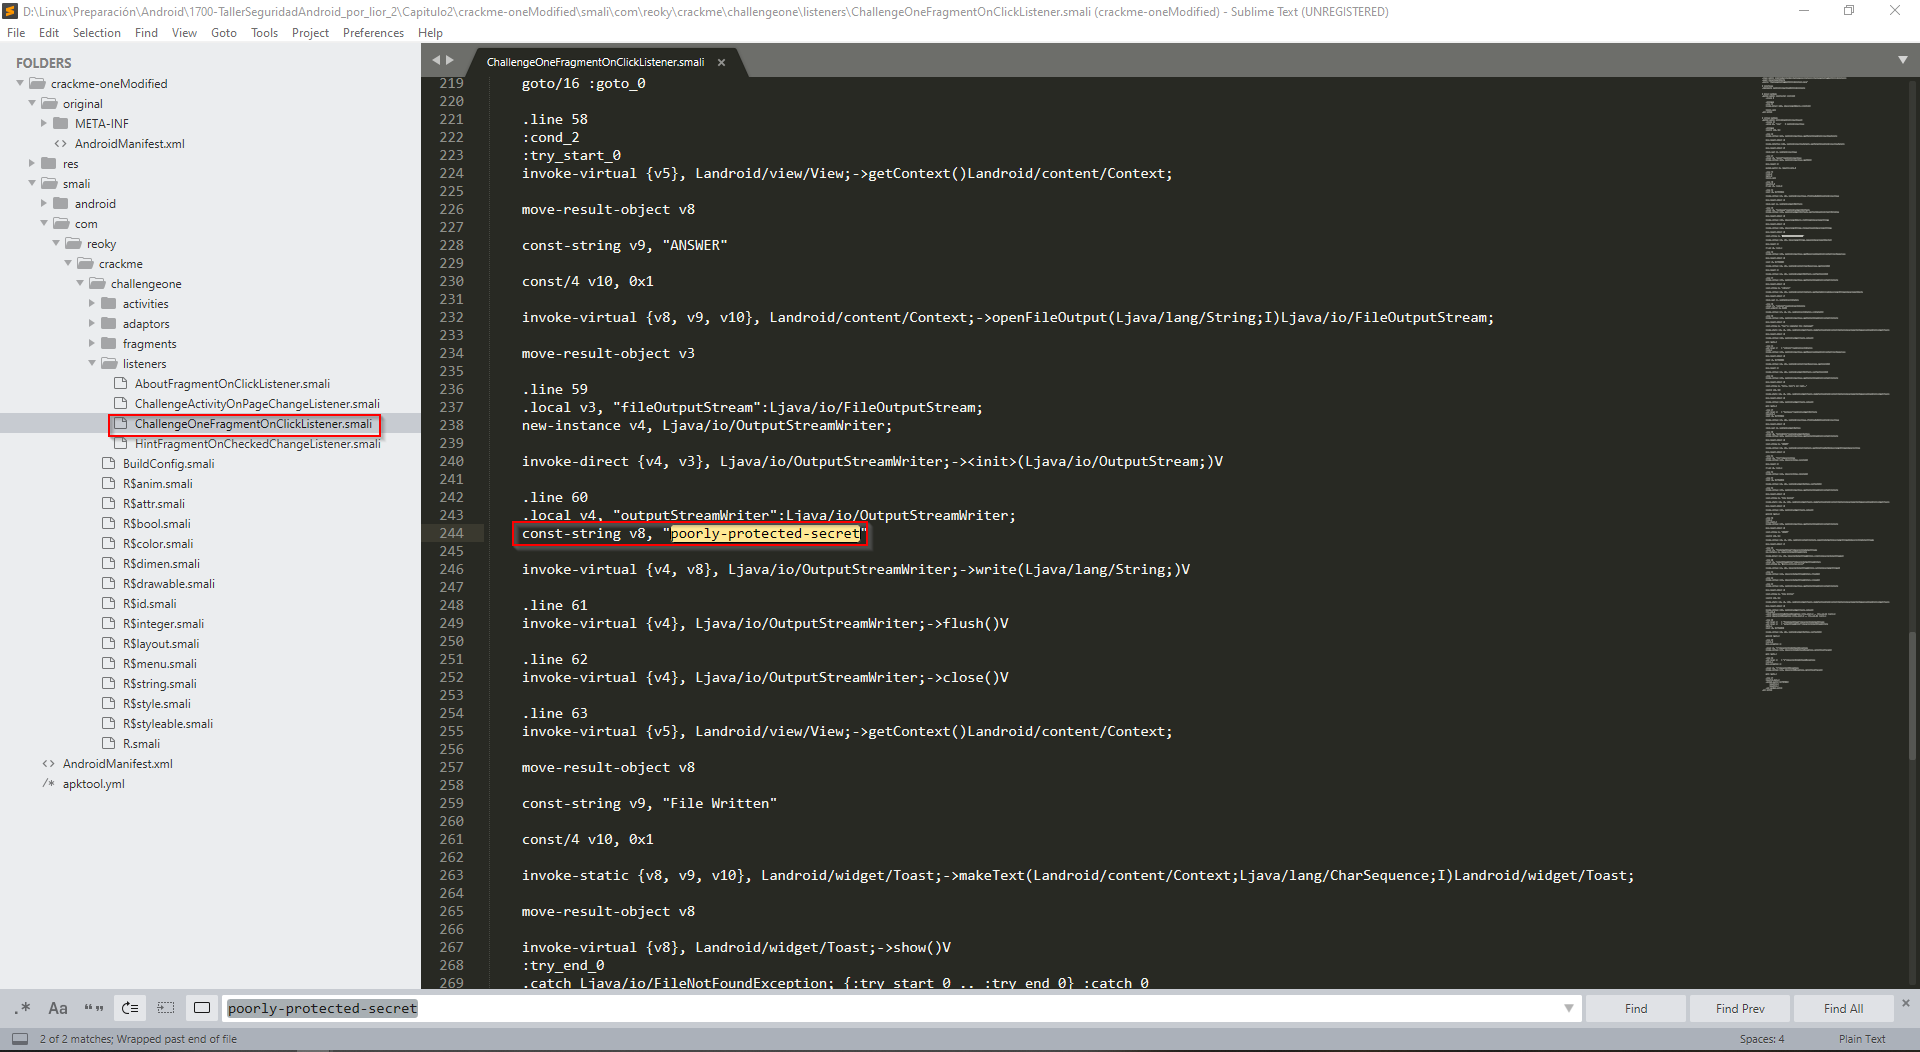 D:\Linux\Preparación\Android\1700-TallerSeguridadAndroid_por_lior_2\Capitulo2\crackme-oneModified\smali\com\reoky\crackme\challengeone\listeners\ChallengeOneFragmentOnClickListener.smali (crackme-oneModified) - Sublime Text (UNREGISTERED)
File Edit Selection Find View Goto Tools Project Preferences Help
FOLDERS
crackme-oneModified
original
META-INF
<> AndroidManifest.xml
res
smali
android
com
reoky
crackme
challengeone
activities
adaptors
fragments
listeners
AboutFragmentOnClickListener.smali
ChallengeActivityOnPageChangeListener.smali
ChallengeOneFragmentOnClickListener.smali
HintFragmentOnCheckedChangeListener.smali
BuildConfig.smali
R$anim.smali
R$attr.smali
R$bool.smali
R$color.smali
R$dimen.smali
R$drawable.smali
R$id.smali
R$integer.smali
R$layout.smali
R$menu.smali
R$string.smali
R$style.smali
R$styleable.smali
R.smali
<> AndroidManifest.xml
/* apktool.yml
ChallengeOneFragmentOnClickListener.smali ×
219 goto/16 :goto_0
220
221 .line 58
222 :cond_2
223 :try_start_0
224 invoke-virtual {v5}, Landroid/view/View;->getContext()Landroid/content/Context;
225
226 move-result-object v8
227
228 const-string v9, "ANSWER"
229
230 const/4 v10, 0x1
231
232 invoke-virtual {v8, v9, v10}, Landroid/content/Context;->openFileOutput(Ljava/lang/String;I)Ljava/io/FileOutputStream;
233
234 move-result-object v3
235
236 .line 59
237 .local v3, "fileOutputStream":Ljava/io/FileOutputStream;
238 new-instance v4, Ljava/io/OutputStreamWriter;
239
240 invoke-direct {v4, v3}, Ljava/io/OutputStreamWriter;-><init>(Ljava/io/OutputStream;)V
241
242 .line 60
243 .local v4, "outputStreamWriter":Ljava/io/OutputStreamWriter;
244 const-string v8, "poorly-protected-secret"
245
246 invoke-virtual {v4, v8}, Ljava/io/OutputStreamWriter;->write(Ljava/lang/String;)V
247
248 .line 61
249 invoke-virtual {v4}, Ljava/io/OutputStreamWriter;->flush()V
250
251 .line 62
252 invoke-virtual {v4}, Ljava/io/OutputStreamWriter;->close()V
253
254 .line 63
255 invoke-virtual {v5}, Landroid/view/View;->getContext()Landroid/content/Context;
256
257 move-result-object v8
258
259 const-string v9, "File Written"
260
261 const/4 v10, 0x1
262
263 invoke-static {v8, v9, v10}, Landroid/widget/Toast;->makeText(Landroid/content/Context;Ljava/lang/CharSequence;I)Landroid/widget/Toast;
264
265 move-result-object v8
266
267 invoke-virtual {v8}, Landroid/widget/Toast;->show()V
268 :try_end_0
269 .catch Ljava/io/FileNotFoundException; {:try_start_0 .. :try_end_0} :catch_0
.* Aa “” poorly-protected-secret Find Find Prev Find All ×
2 of 2 matches; Wrapped past end of file Spaces: 4 Plain Text